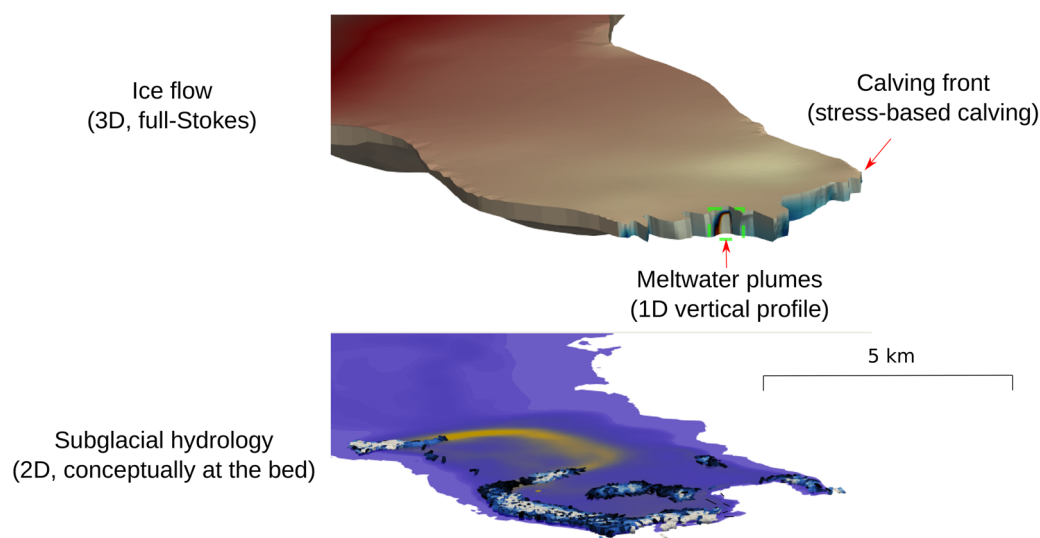 Ice flow
(3D, full-Stokes)
Calving front
(stress-based calving)
Meltwater plumes
(1D vertical profile)
5 km
Subglacial hydrology
(2D, conceptually at the bed)